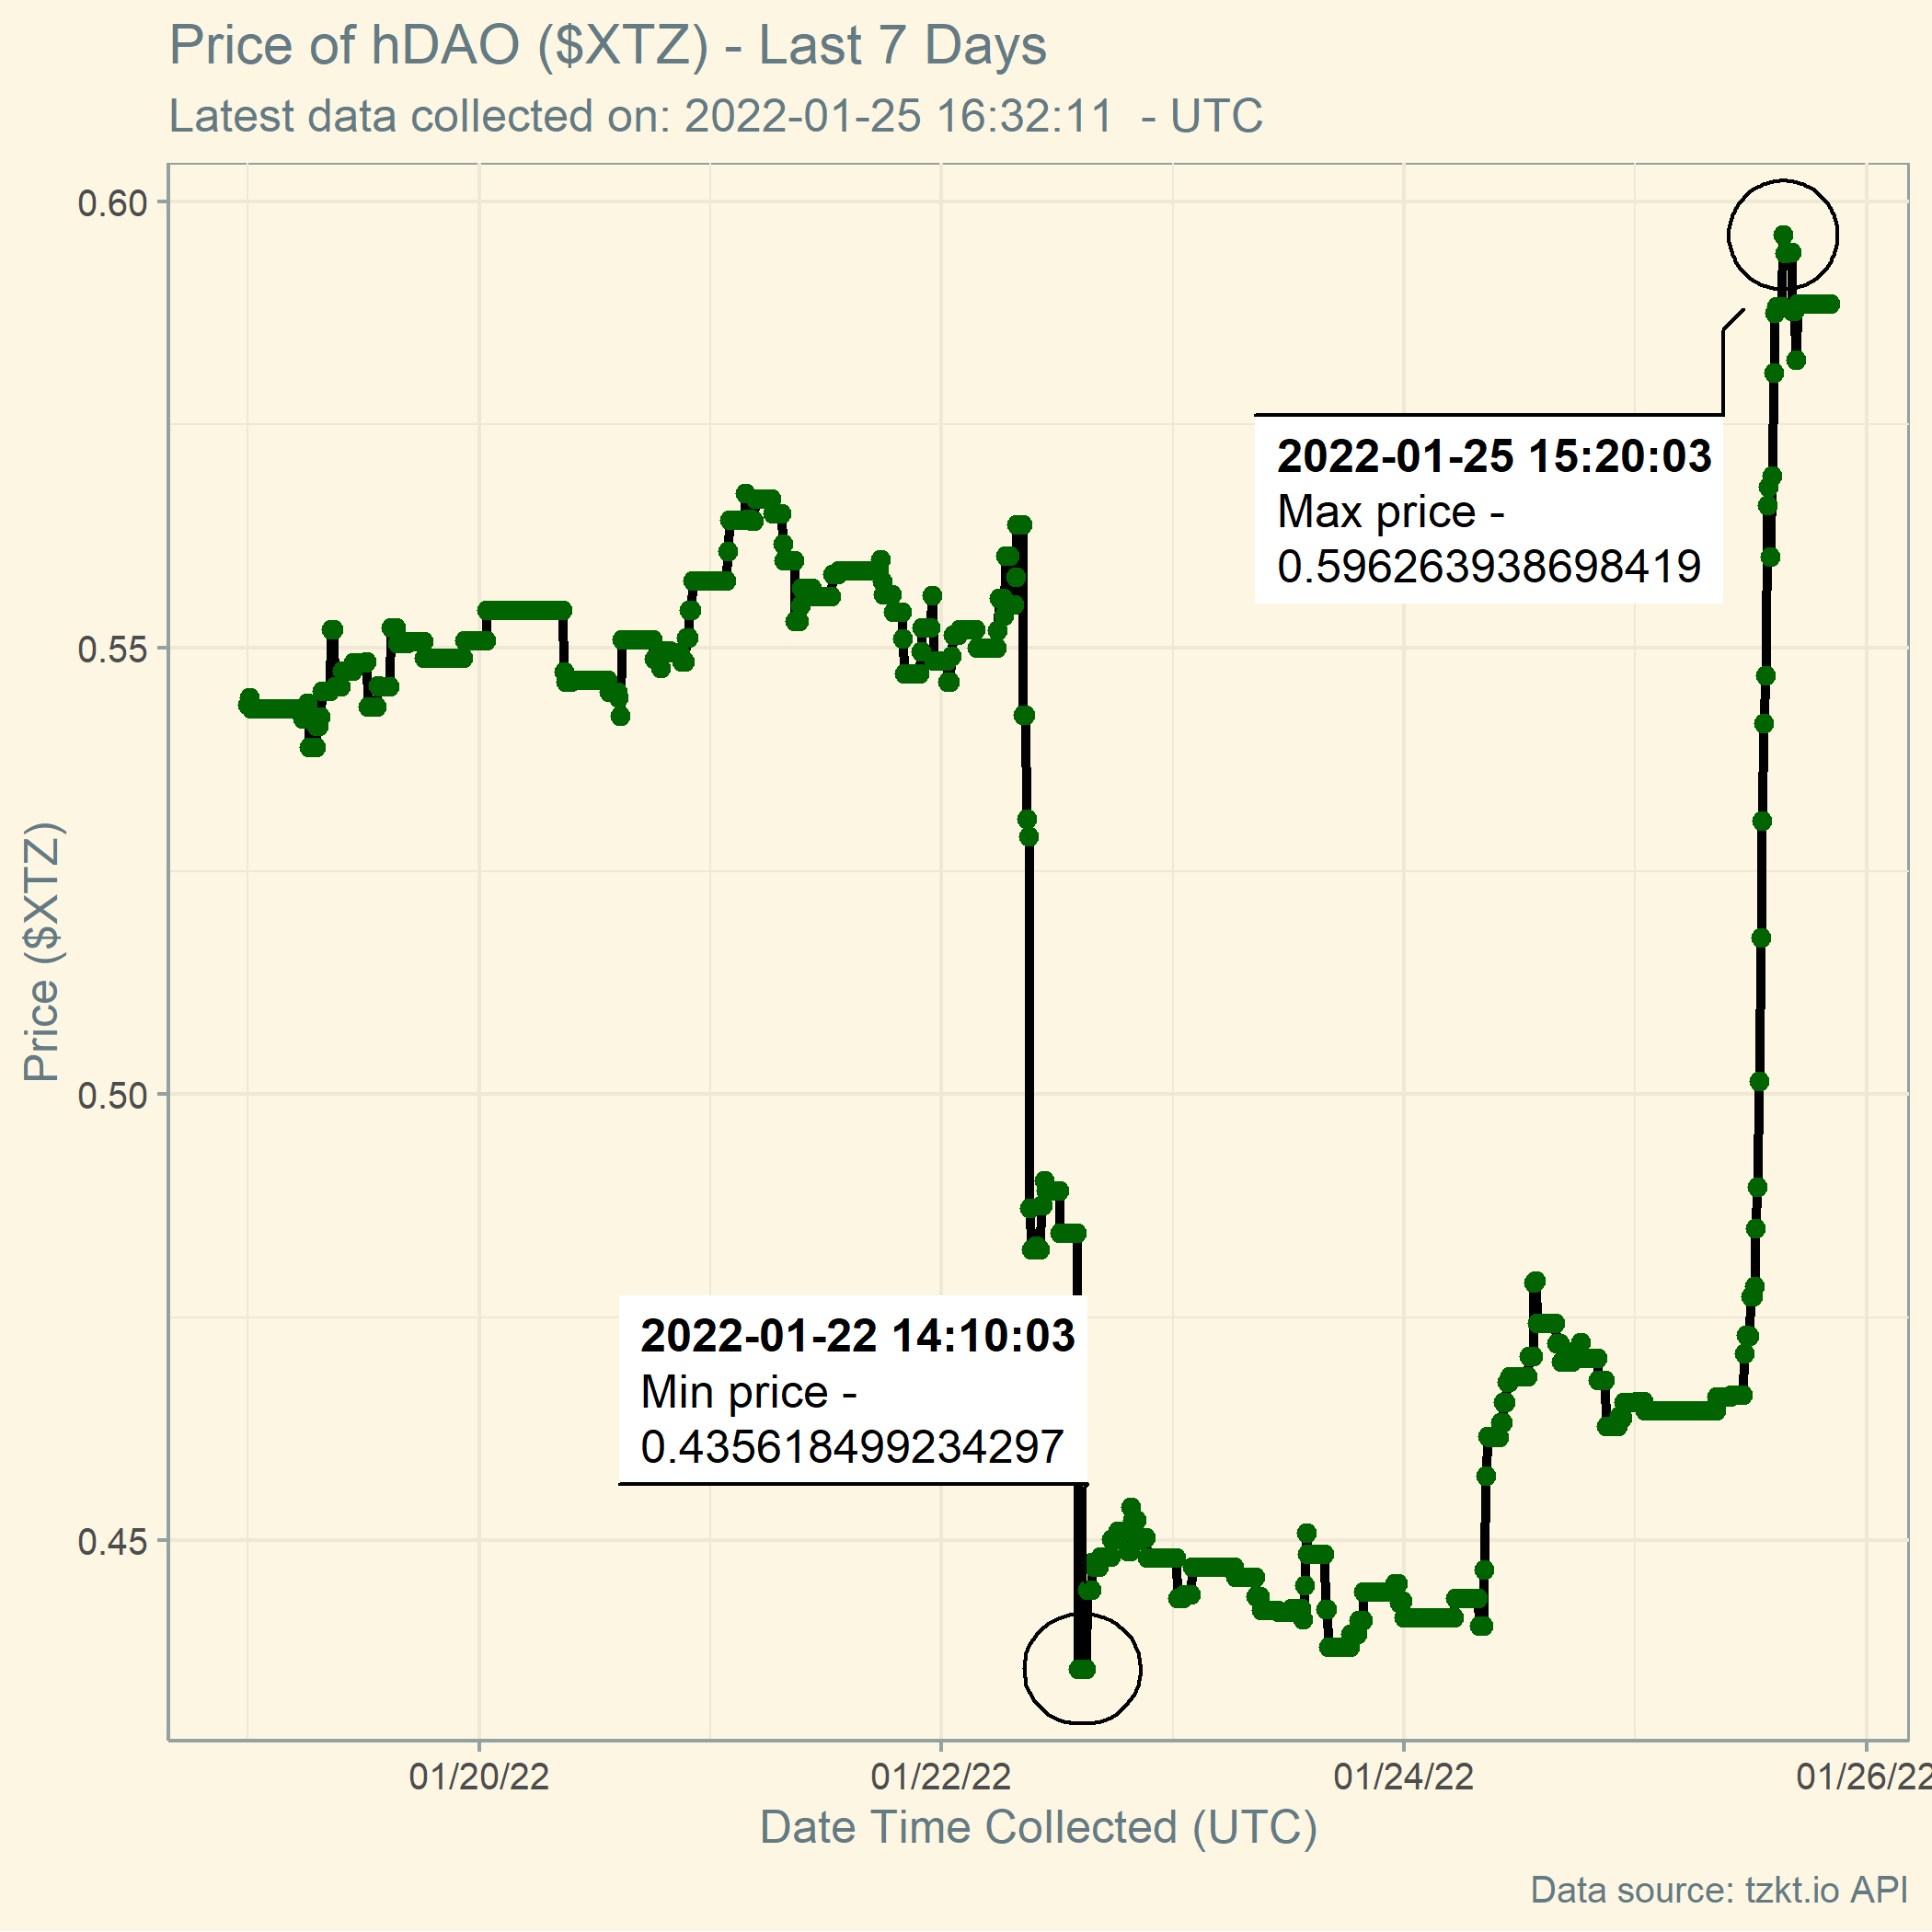 Price of hDAO ($XTZ) - Last 7 Days
Latest data collected on: 2022-01-25 16:32:11  - UTC
0.60
2022-01-25 15:20:03
Max price -
0.596263938698419
0.55
Price ($XTZ)
0.50
2022-01-22 14:10:03
Min price -
0.435618499234297
0.45
01/20/22
01/22/22
01/24/22
01/26/22
Date Time Collected (UTC)
Data source: tzkt.io API